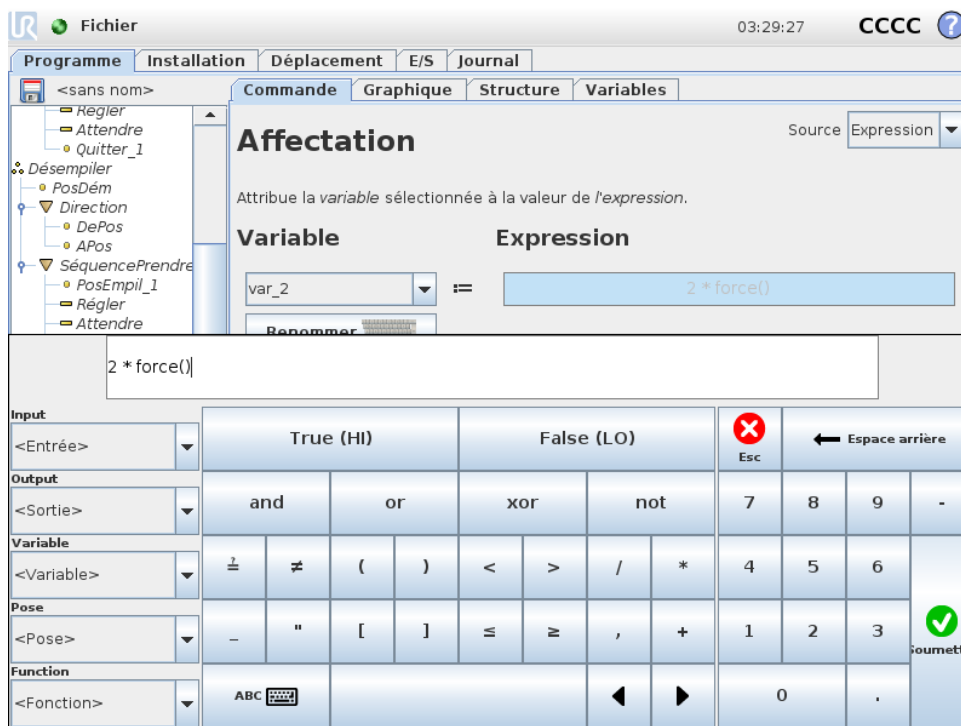 UR Fichier 03:29:27 CCCC ?
Programme Installation Déplacement E/S Journal
<sans nom> Commande Graphique Structure Variables
Régler
Attendre
Quitter_1
Désempiler
PosDém
Direction
DePos
APos
SéquencePrendre
PosEmpil_1
Régler
Attendre
Affectation
Source Expression
Attribue la variable sélectionnée à la valeur de l'expression.
Variable Expression
var_2 := 2 * force()
Renommer
2 * force()
Input
<Entrée>
Output
<Sortie>
Variable
<Variable>
Pose
<Pose>
Function
<Fonction>
True (HI) False (LO) Esc Espace arrière
and or xor not 7 8 9 -
≟ ≠ ( ) < > / * 4 5 6
_ " [ ] ≤ ≥ , + 1 2 3
Soumett
ABC 0 .